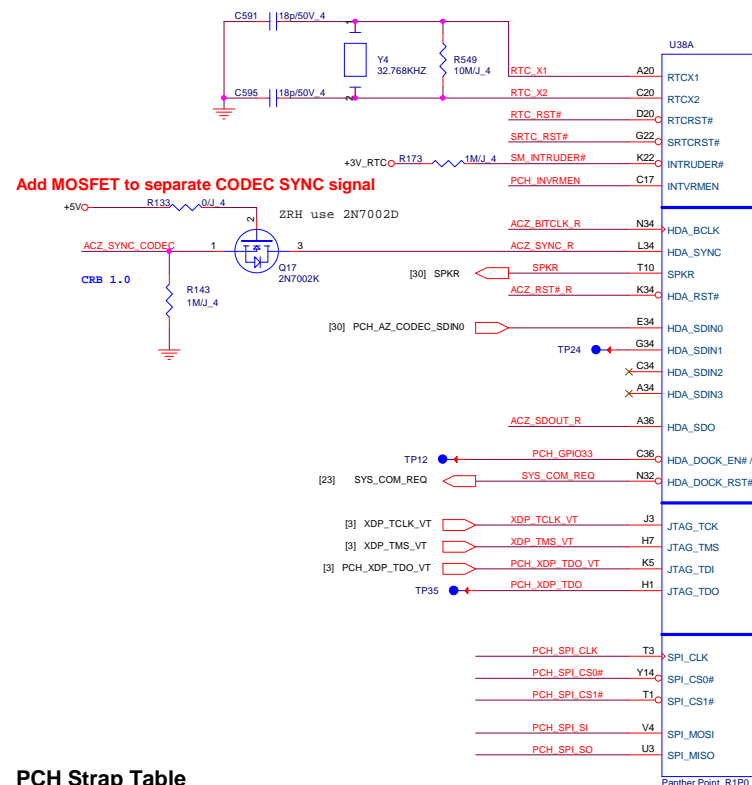 C591 18p/50V_4
U38A
1
Y4
32.768KHZ
R549
10M/J_4
RTC_X1 A20 RTCX1
C595 18p/50V_4
2
RTC_X2 C20 RTCX2
RTC_RST# D20 RTCRST#
SRTC_RST# G22 SRTCRST#
+3V_RTC R173 1M/J_4 SM_INTRUDER# K22 INTRUDER#
PCH_INVRMEN C17 INTVRMEN
Add MOSFET to separate CODEC SYNC signal
+5V R133 0/J_4
2
ZRH use 2N7002D
ACZ_BITCLK_R N34 HDA_BCLK
ACZ_SYNC_CODEC 1 3 ACZ_SYNC_R L34 HDA_SYNC
Q17
2N7002K
CRB 1.0
R143
1M/J_4
[30] SPKR SPKR T10 SPKR
ACZ_RST#_R K34 HDA_RST#
[30] PCH_AZ_CODEC_SDIN0 E34 HDA_SDIN0
TP24 G34 HDA_SDIN1
C34 HDA_SDIN2
A34 HDA_SDIN3
ACZ_SDOUT_R A36 HDA_SDO
TP12 PCH_GPIO33 C36 HDA_DOCK_EN# /
[23] SYS_COM_REQ SYS_COM_REQ N32 HDA_DOCK_RST#
[3] XDP_TCLK_VT XDP_TCLK_VT J3 JTAG_TCK
[3] XDP_TMS_VT XDP_TMS_VT H7 JTAG_TMS
[3] PCH_XDP_TDO_VT PCH_XDP_TDO_VT K5 JTAG_TDI
TP35 PCH_XDP_TDO H1 JTAG_TDO
PCH_SPI_CLK T3 SPI_CLK
PCH_SPI_CS0# Y14 SPI_CS0#
PCH_SPI_CS1# T1 SPI_CS1#
PCH_SPI_SI V4 SPI_MOSI
PCH_SPI_SO U3 SPI_MISO
PCH Strap Table
Panther Point_R1P0